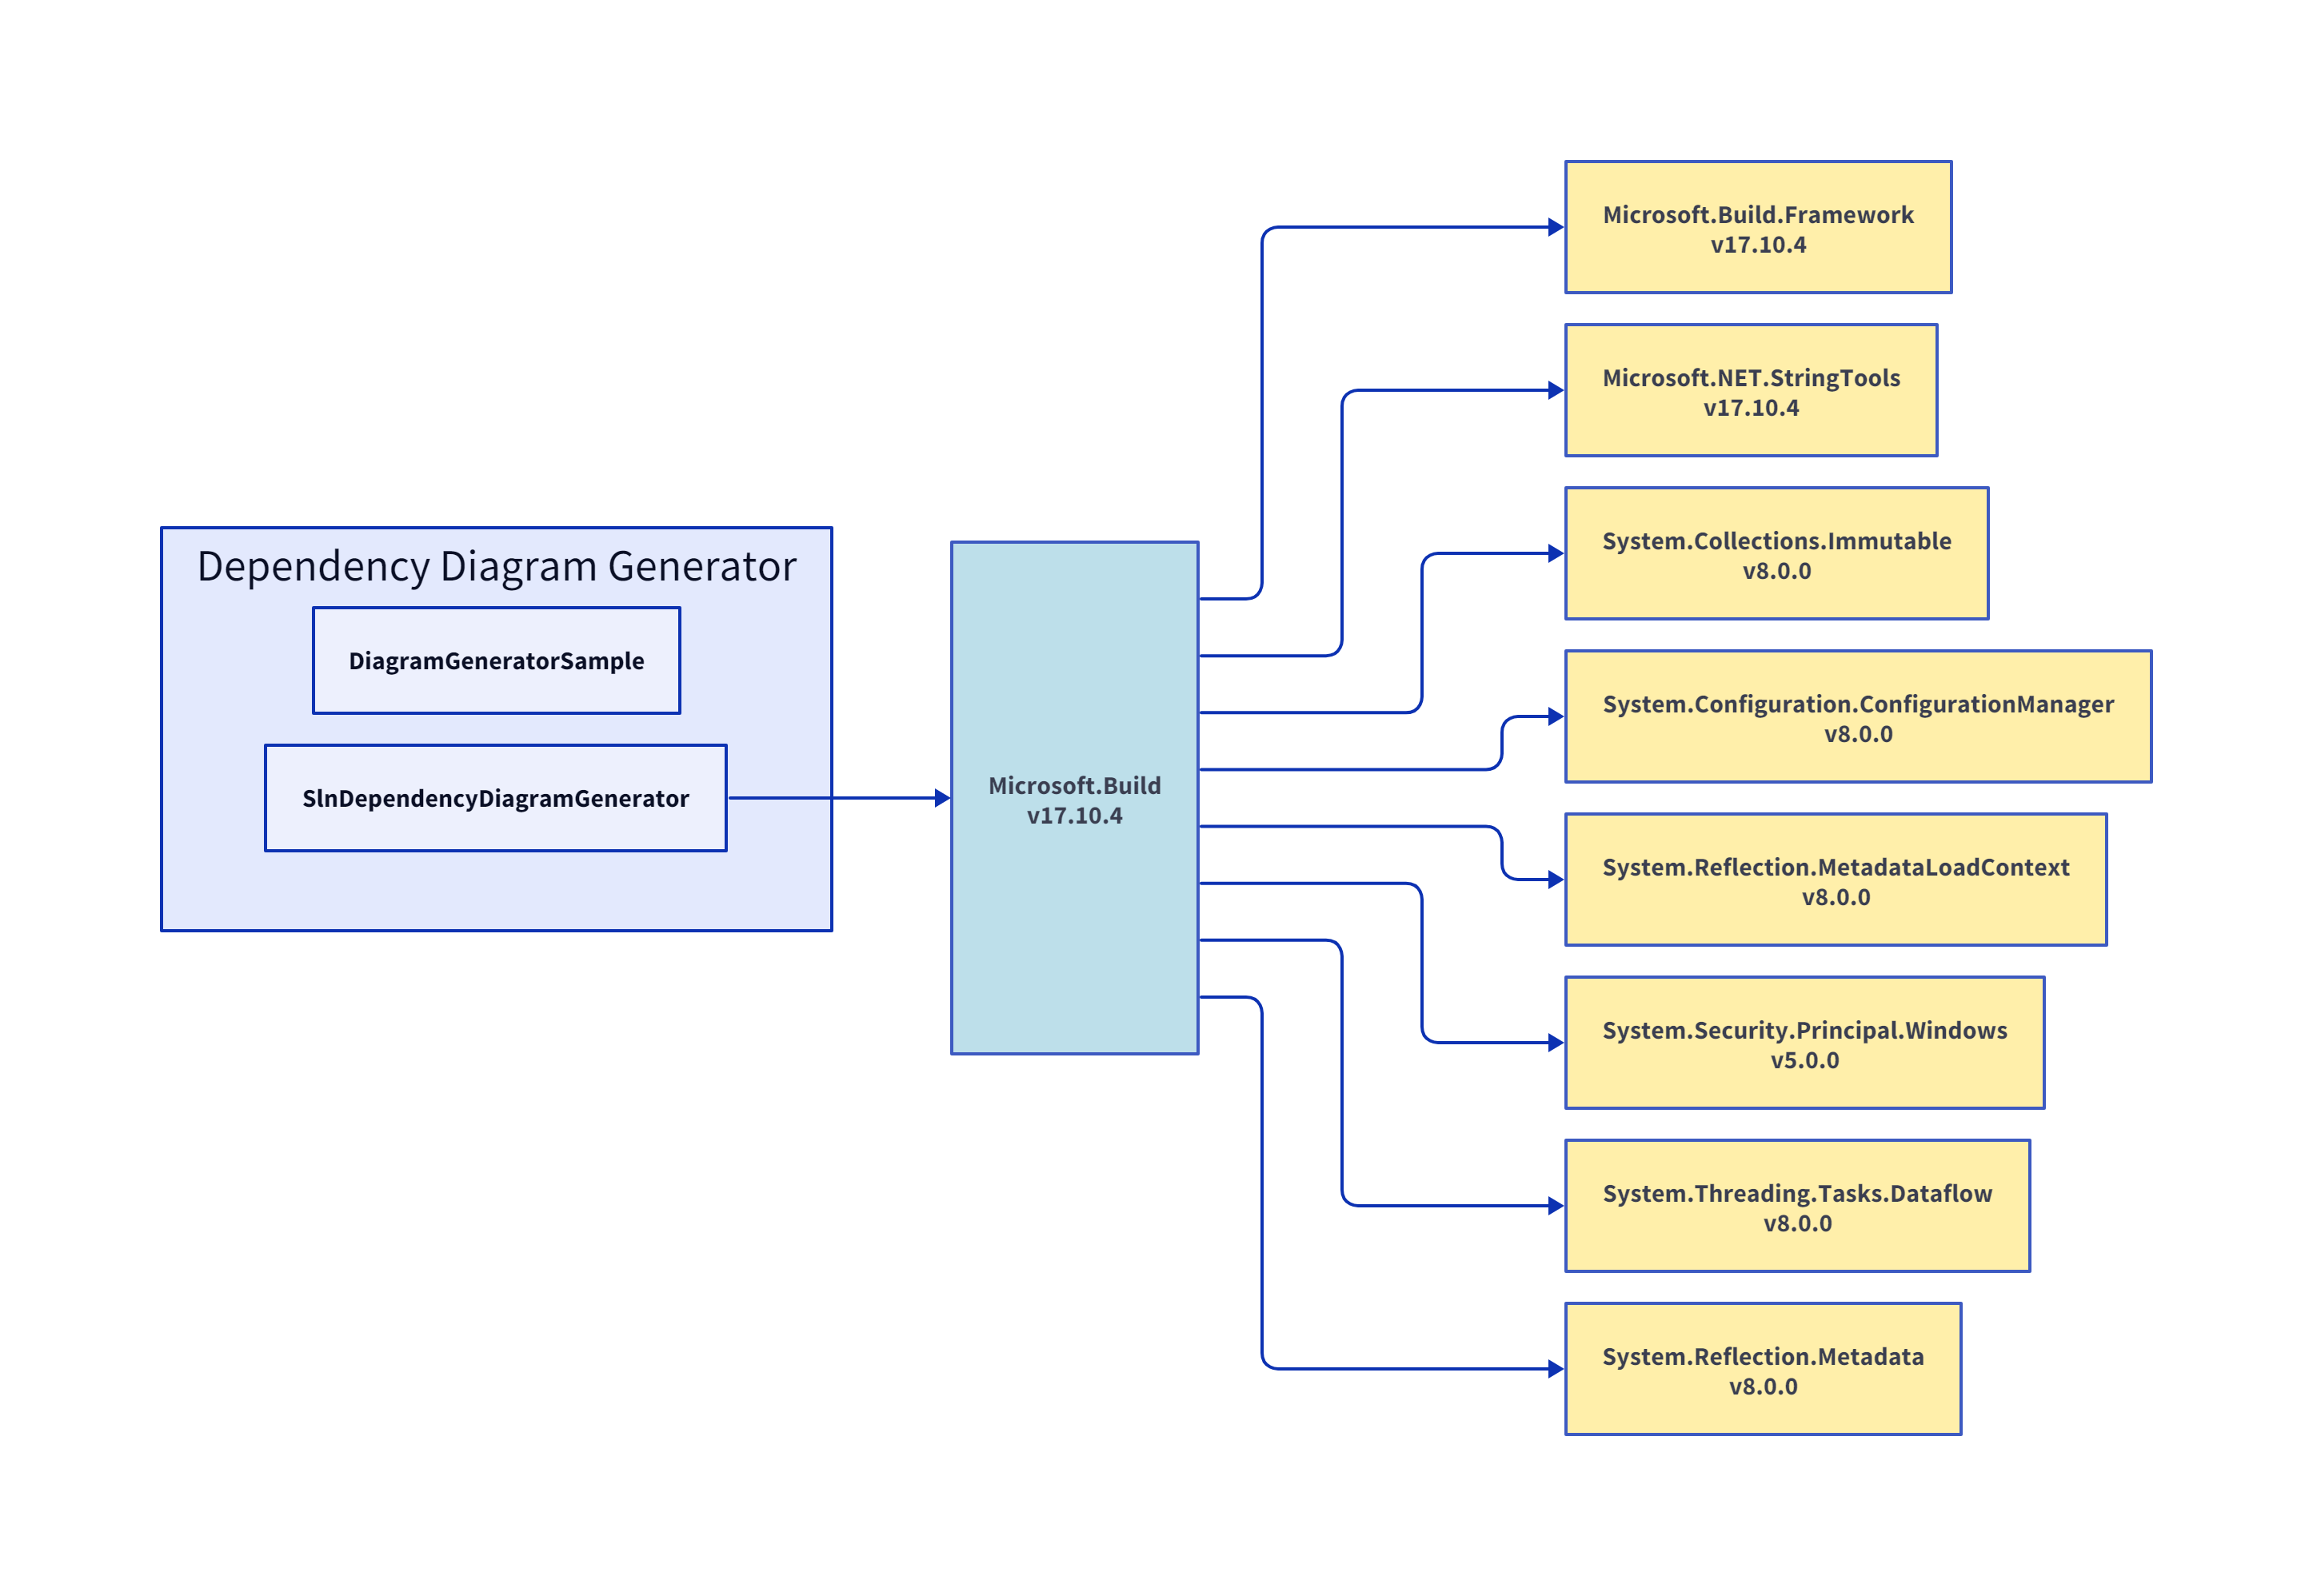 Dependency Diagram Generator
DiagramGeneratorSample
SlnDependencyDiagramGenerator
Microsoft.Build
v17.10.4
Microsoft.Build.Framework
v17.10.4
Microsoft.NET.StringTools
v17.10.4
System.Collections.Immutable
v8.0.0
System.Configuration.ConfigurationManager
v8.0.0
System.Reflection.MetadataLoadContext
v8.0.0
System.Security.Principal.Windows
v5.0.0
System.Threading.Tasks.Dataflow
v8.0.0
System.Reflection.Metadata
v8.0.0